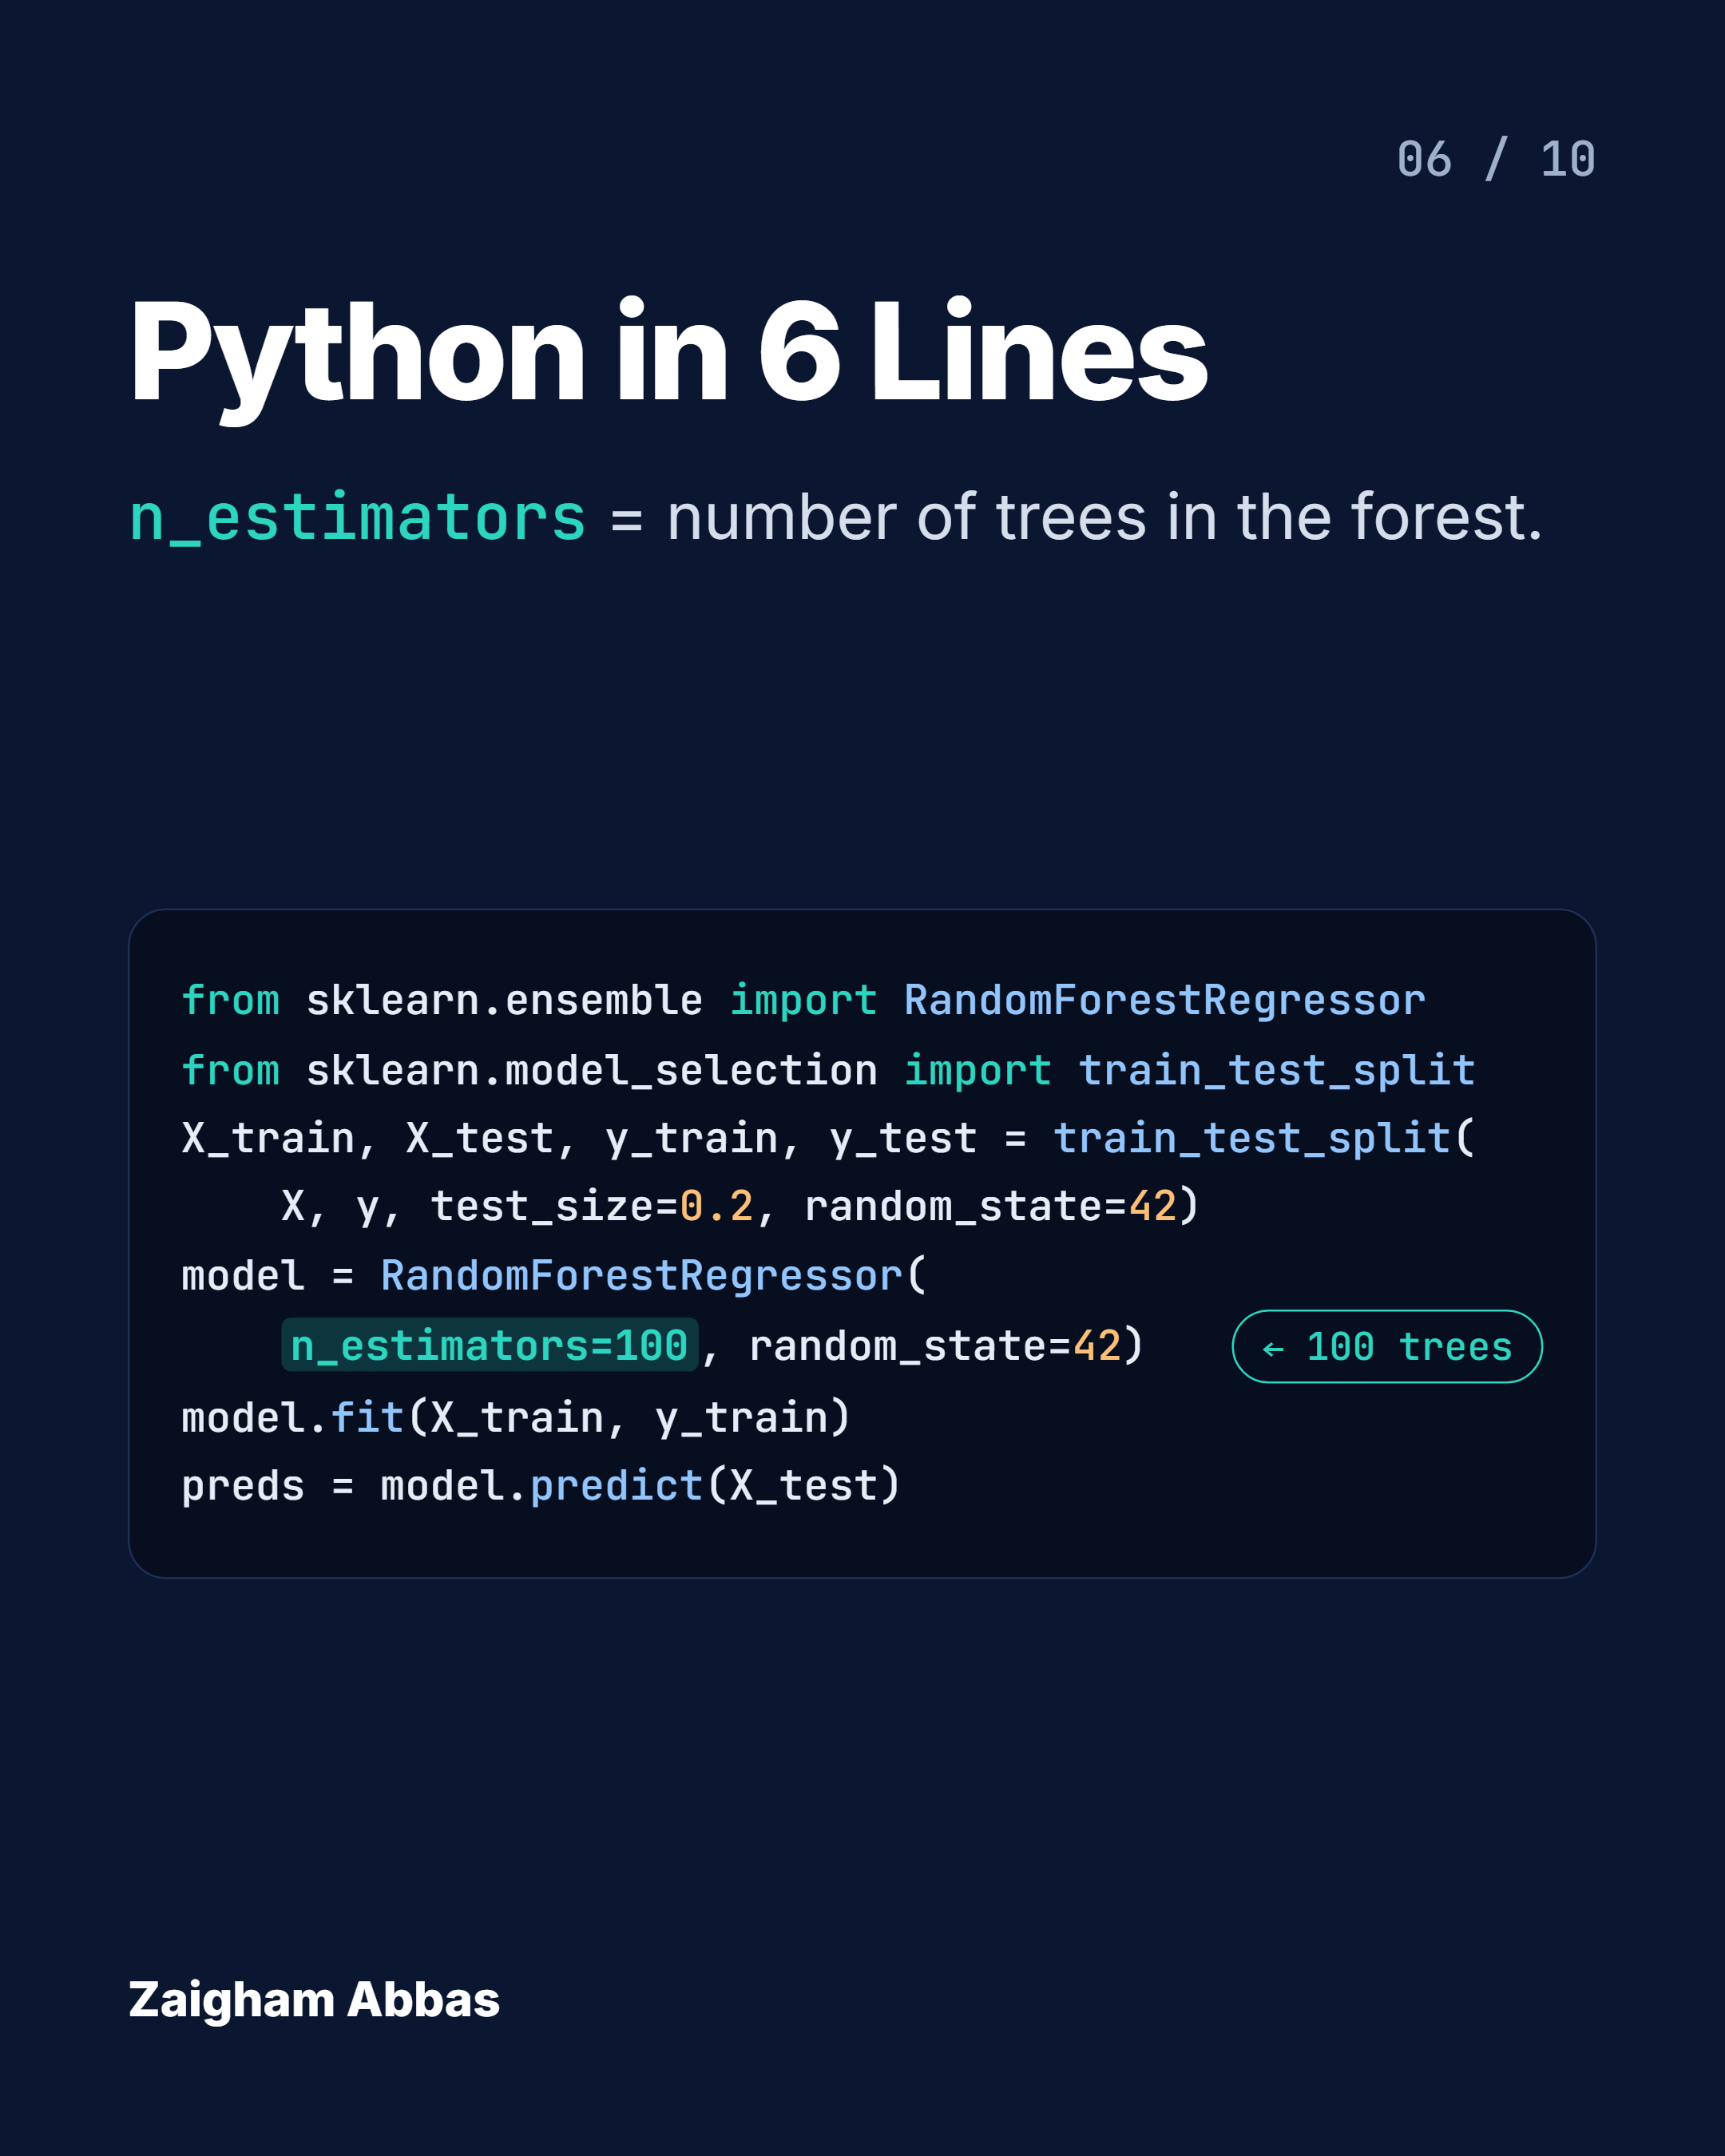 06 / 10
Python in 6 Lines
n_estimators = number of trees in the forest.
from sklearn.ensemble import RandomForestRegressor
from sklearn.model_selection import train_test_split
X_train, X_test, y_train, y_test = train_test_split(
    X, y, test_size=0.2, random_state=42)
model = RandomForestRegressor(
    n_estimators=100, random_state=42) ← 100 trees
model.fit(X_train, y_train)
preds = model.predict(X_test)
Zaigham Abbas